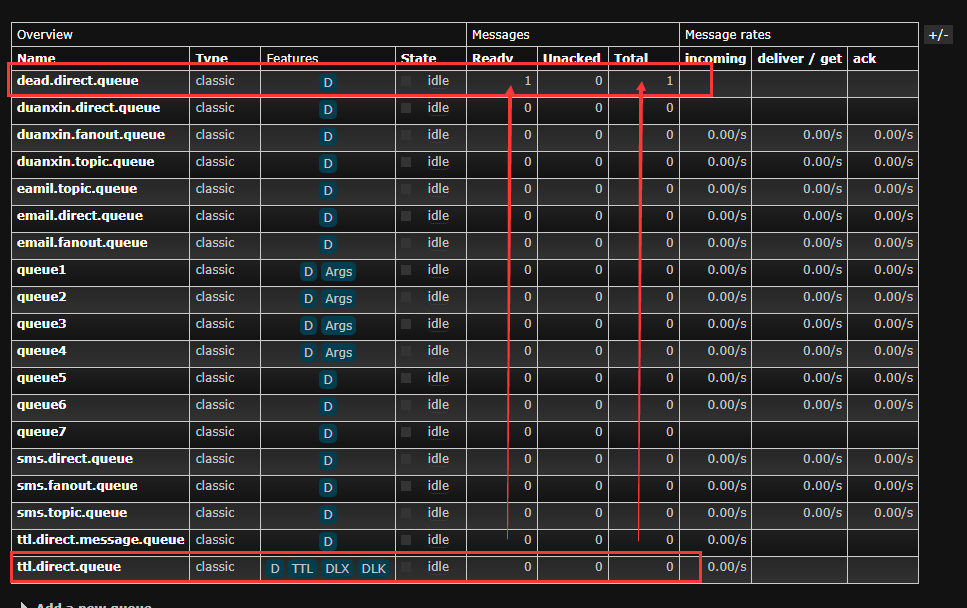 Overview Messages Message rates +/-
Name Type Features State Ready Unacked Total incoming deliver / get ack
dead.direct.queue classic D idle 1 0 1
duanxin.direct.queue classic D idle 0 0 0
duanxin.fanout.queue classic D idle 0 0 0 0.00/s 0.00/s 0.00/s
duanxin.topic.queue classic D idle 0 0 0 0.00/s 0.00/s 0.00/s
eamil.topic.queue classic D idle 0 0 0 0.00/s 0.00/s 0.00/s
email.direct.queue classic D idle 0 0 0 0.00/s 0.00/s 0.00/s
email.fanout.queue classic D idle 0 0 0 0.00/s 0.00/s 0.00/s
queue1 classic D Args idle 0 0 0 0.00/s 0.00/s 0.00/s
queue2 classic D Args idle 0 0 0 0.00/s 0.00/s 0.00/s
queue3 classic D Args idle 0 0 0 0.00/s 0.00/s 0.00/s
queue4 classic D Args idle 0 0 0 0.00/s 0.00/s 0.00/s
queue5 classic D idle 0 0 0 0.00/s 0.00/s 0.00/s
queue6 classic D idle 0 0 0 0.00/s 0.00/s 0.00/s
queue7 classic D idle 0 0 0
sms.direct.queue classic D idle 0 0 0 0.00/s 0.00/s 0.00/s
sms.fanout.queue classic D idle 0 0 0 0.00/s 0.00/s 0.00/s
sms.topic.queue classic D idle 0 0 0 0.00/s 0.00/s 0.00/s
ttl.direct.message.queue classic D idle 0 0 0 0.00/s
ttl.direct.queue classic D TTL DLX DLK idle 0 0 0 0.00/s
Add a new queue